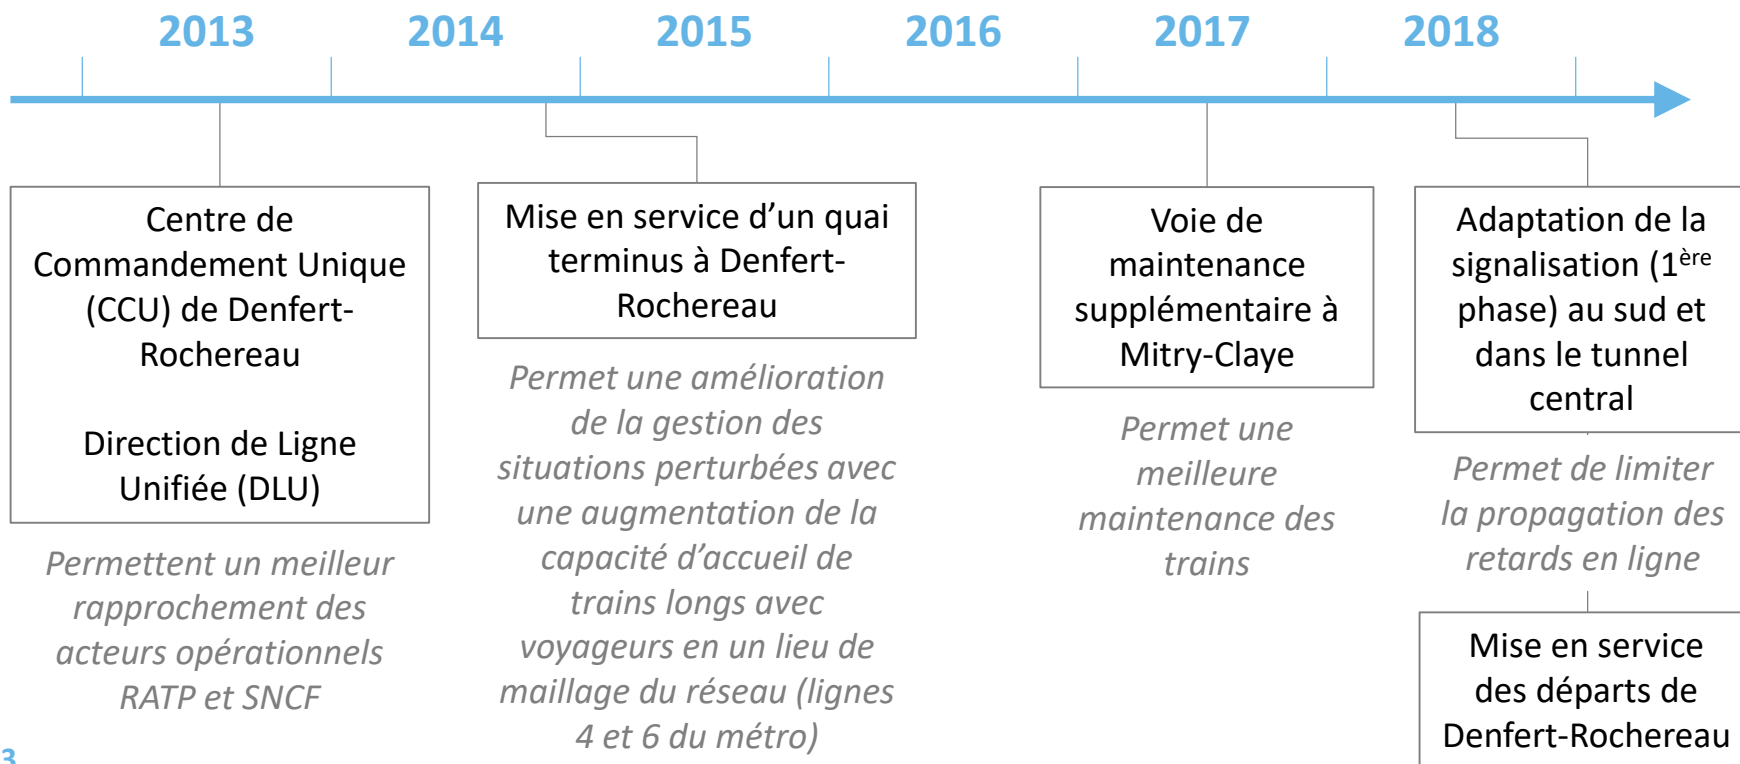 2013 2014 2015 2016 2017 2018
Centre de
Commandement Unique
(CCU) de Denfert-
Rochereau
Direction de Ligne
Unifiée (DLU)
Permettent un meilleur
rapprochement des
acteurs opérationnels
RATP et SNCF
Mise en service d’un quai
terminus à Denfert-
Rochereau
Permet une amélioration
de la gestion des
situations perturbées avec
une augmentation de la
capacité d’accueil de
trains longs avec
voyageurs en un lieu de
maillage du réseau (lignes
4 et 6 du métro)
Voie de
maintenance
supplémentaire à
Mitry-Claye
Permet une
meilleure
maintenance des
trains
Adaptation de la
signalisation (1ère
phase) au sud et
dans le tunnel
central
Permet de limiter
la propagation des
retards en ligne
Mise en service
des départs de
Denfert-Rochereau
3